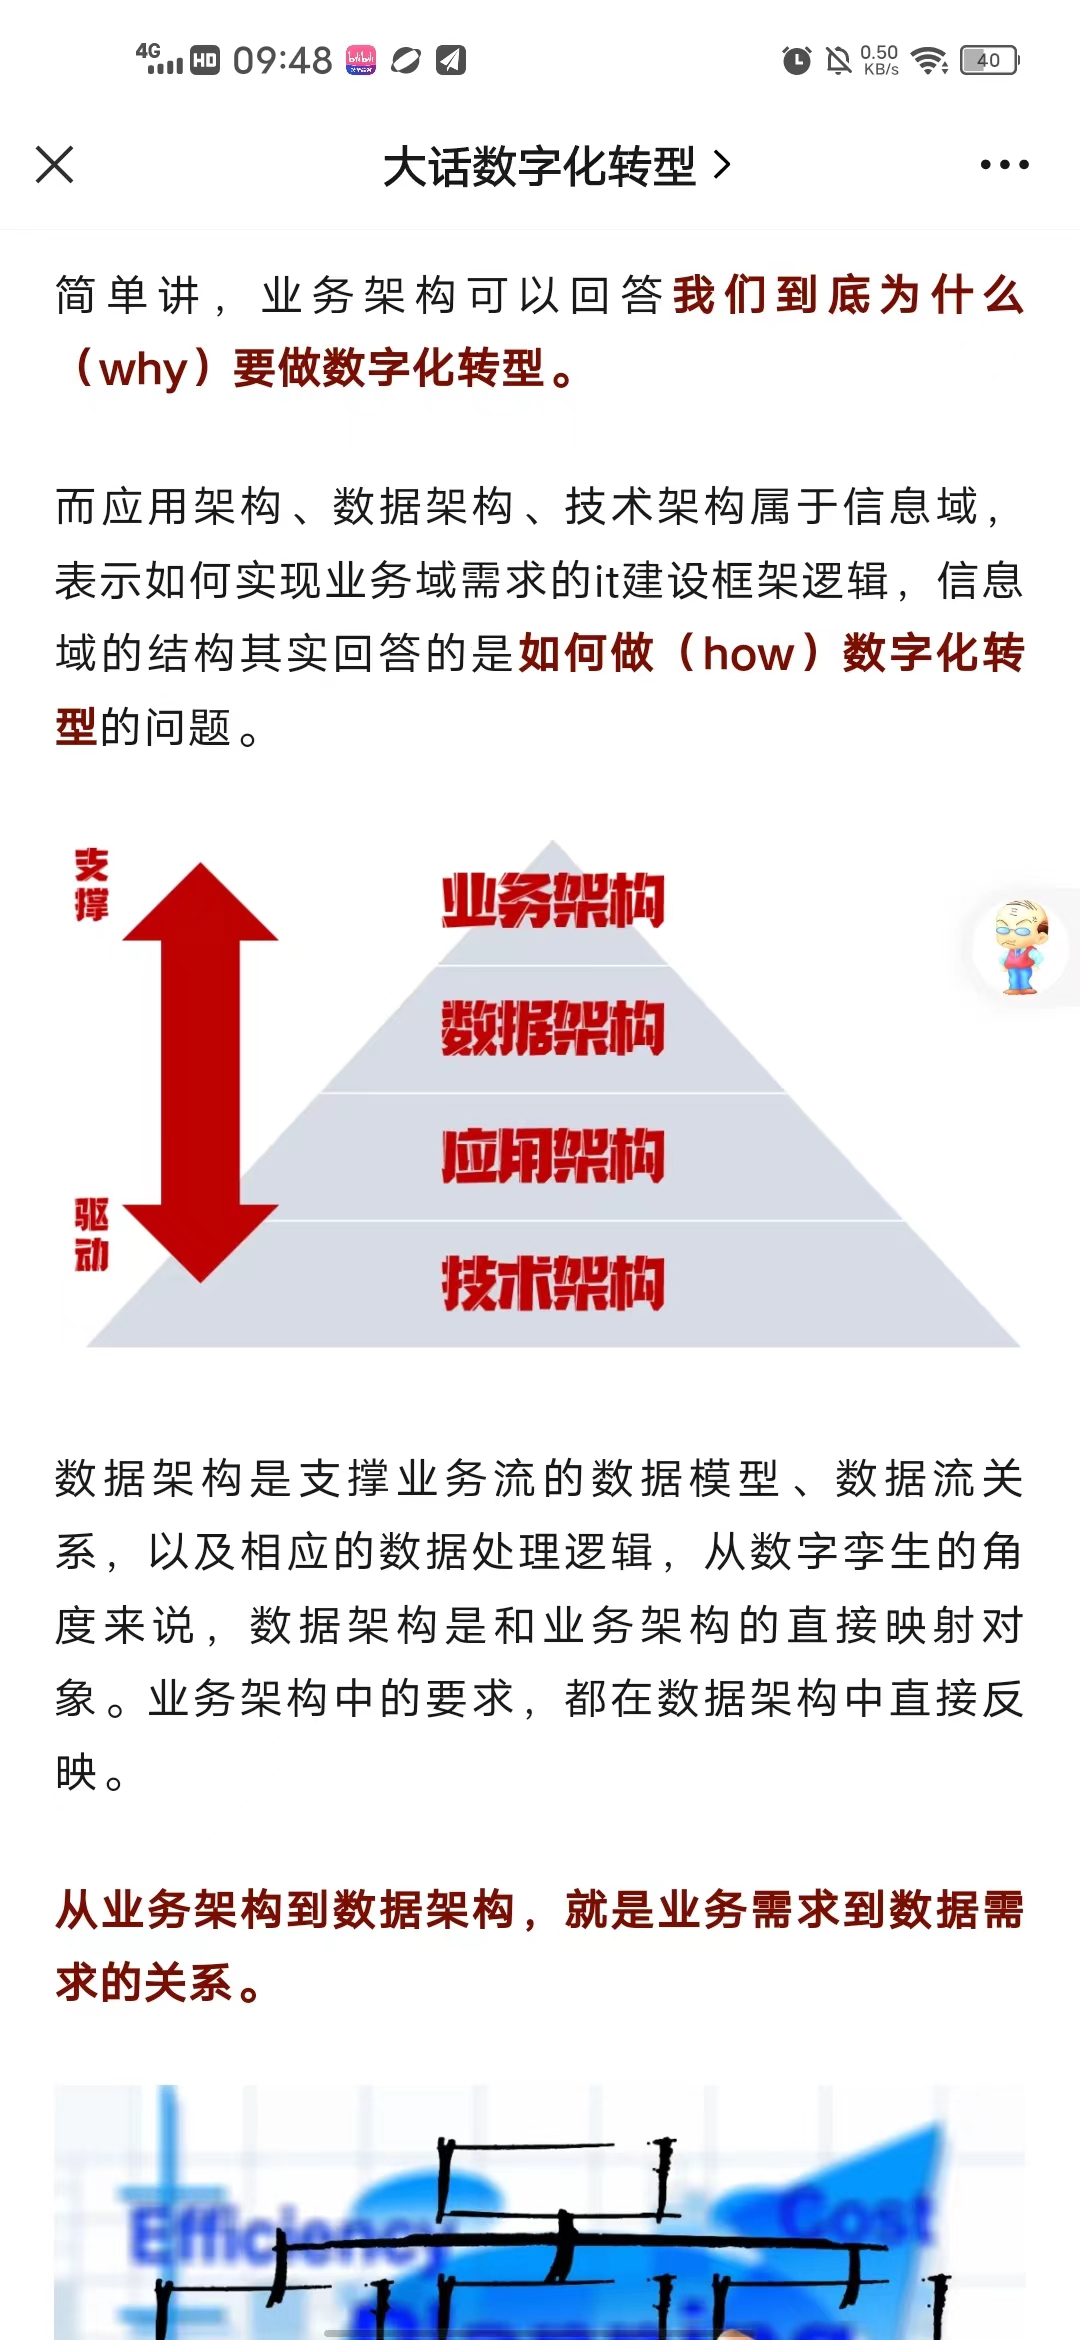 4G HD 09:48 bilibili 0.50 KB/s 40
大话数字化转型
简单讲，业务架构可以回答我们到底为什么
（why）要做数字化转型。
而应用架构、数据架构、技术架构属于信息域，
表示如何实现业务域需求的it建设框架逻辑，信息
域的结构其实回答的是如何做（how）数字化转
型的问题。
支撑
业务架构
数据架构
应用架构
驱动
技术架构
数据架构是支撑业务流的数据模型、数据流关
系，以及相应的数据处理逻辑，从数字孪生的角
度来说，数据架构是和业务架构的直接映射对
象。业务架构中的要求，都在数据架构中直接反
映。
从业务架构到数据架构，就是业务需求到数据需
求的关系。
Efficiency
Cost
Planning